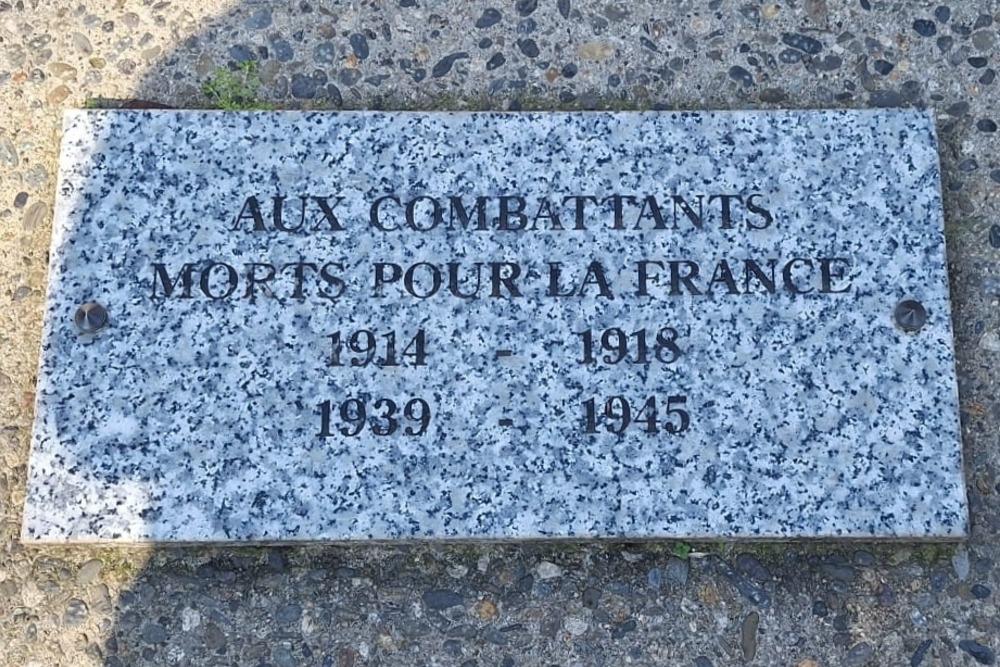 AUX COMBATTANTS
MORTS POUR LA FRANCE
1914 - 1918
1939 - 1945